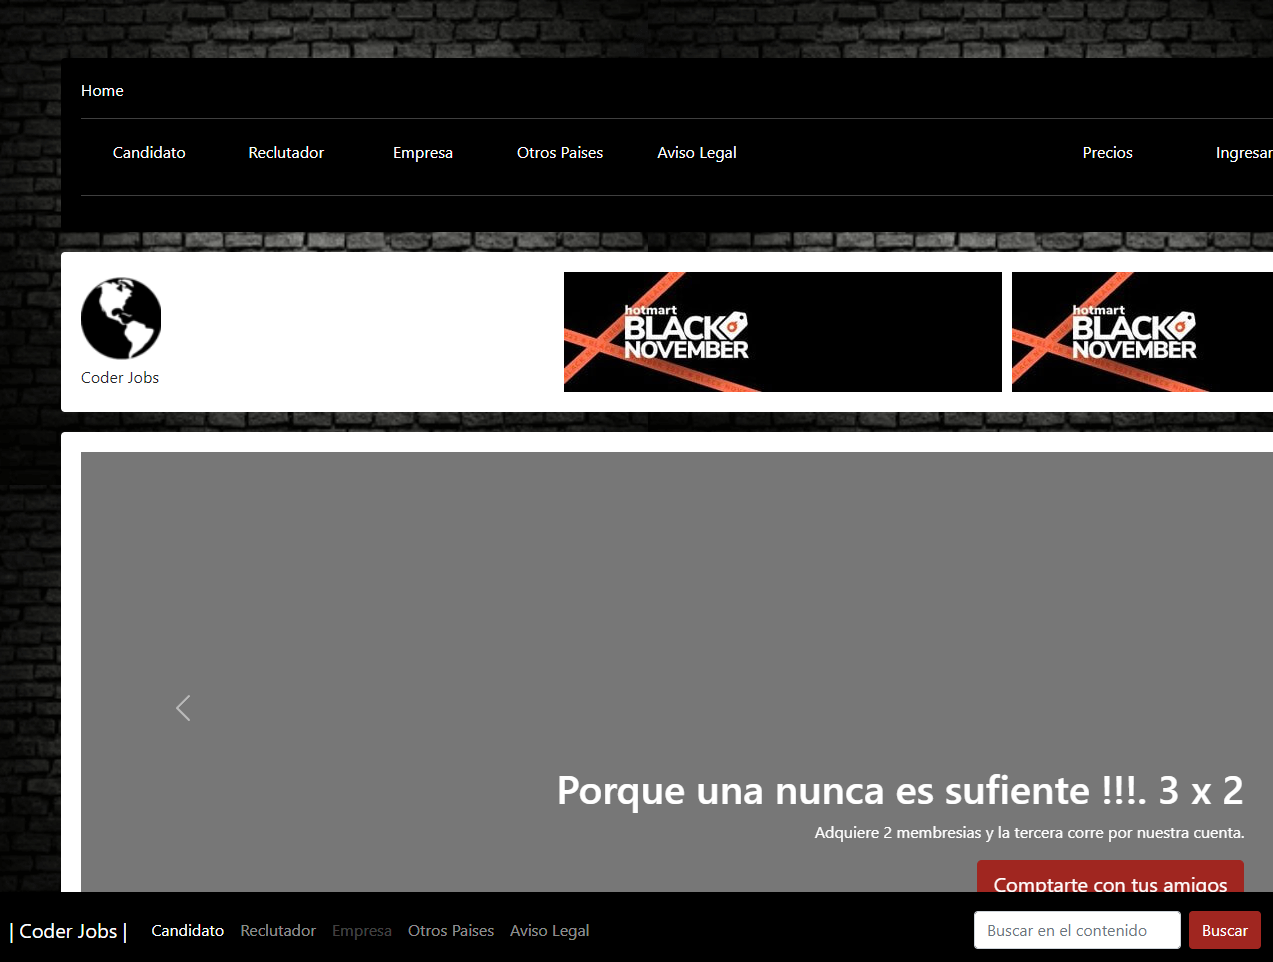 Home
Candidato Reclutador Empresa Otros Paises Aviso Legal Precios Ingresar
hotmart hotmart
BLACK BLACK
NOVEMBER NOVEMBER
Coder Jobs
Porque una nunca es sufiente !!!. 3 x 2
Adquiere 2 membresias y la tercera corre por nuestra cuenta.
Comptarte con tus amigos
| Coder Jobs | Candidato Reclutador Empresa Otros Paises Aviso Legal Buscar en el contenido Buscar